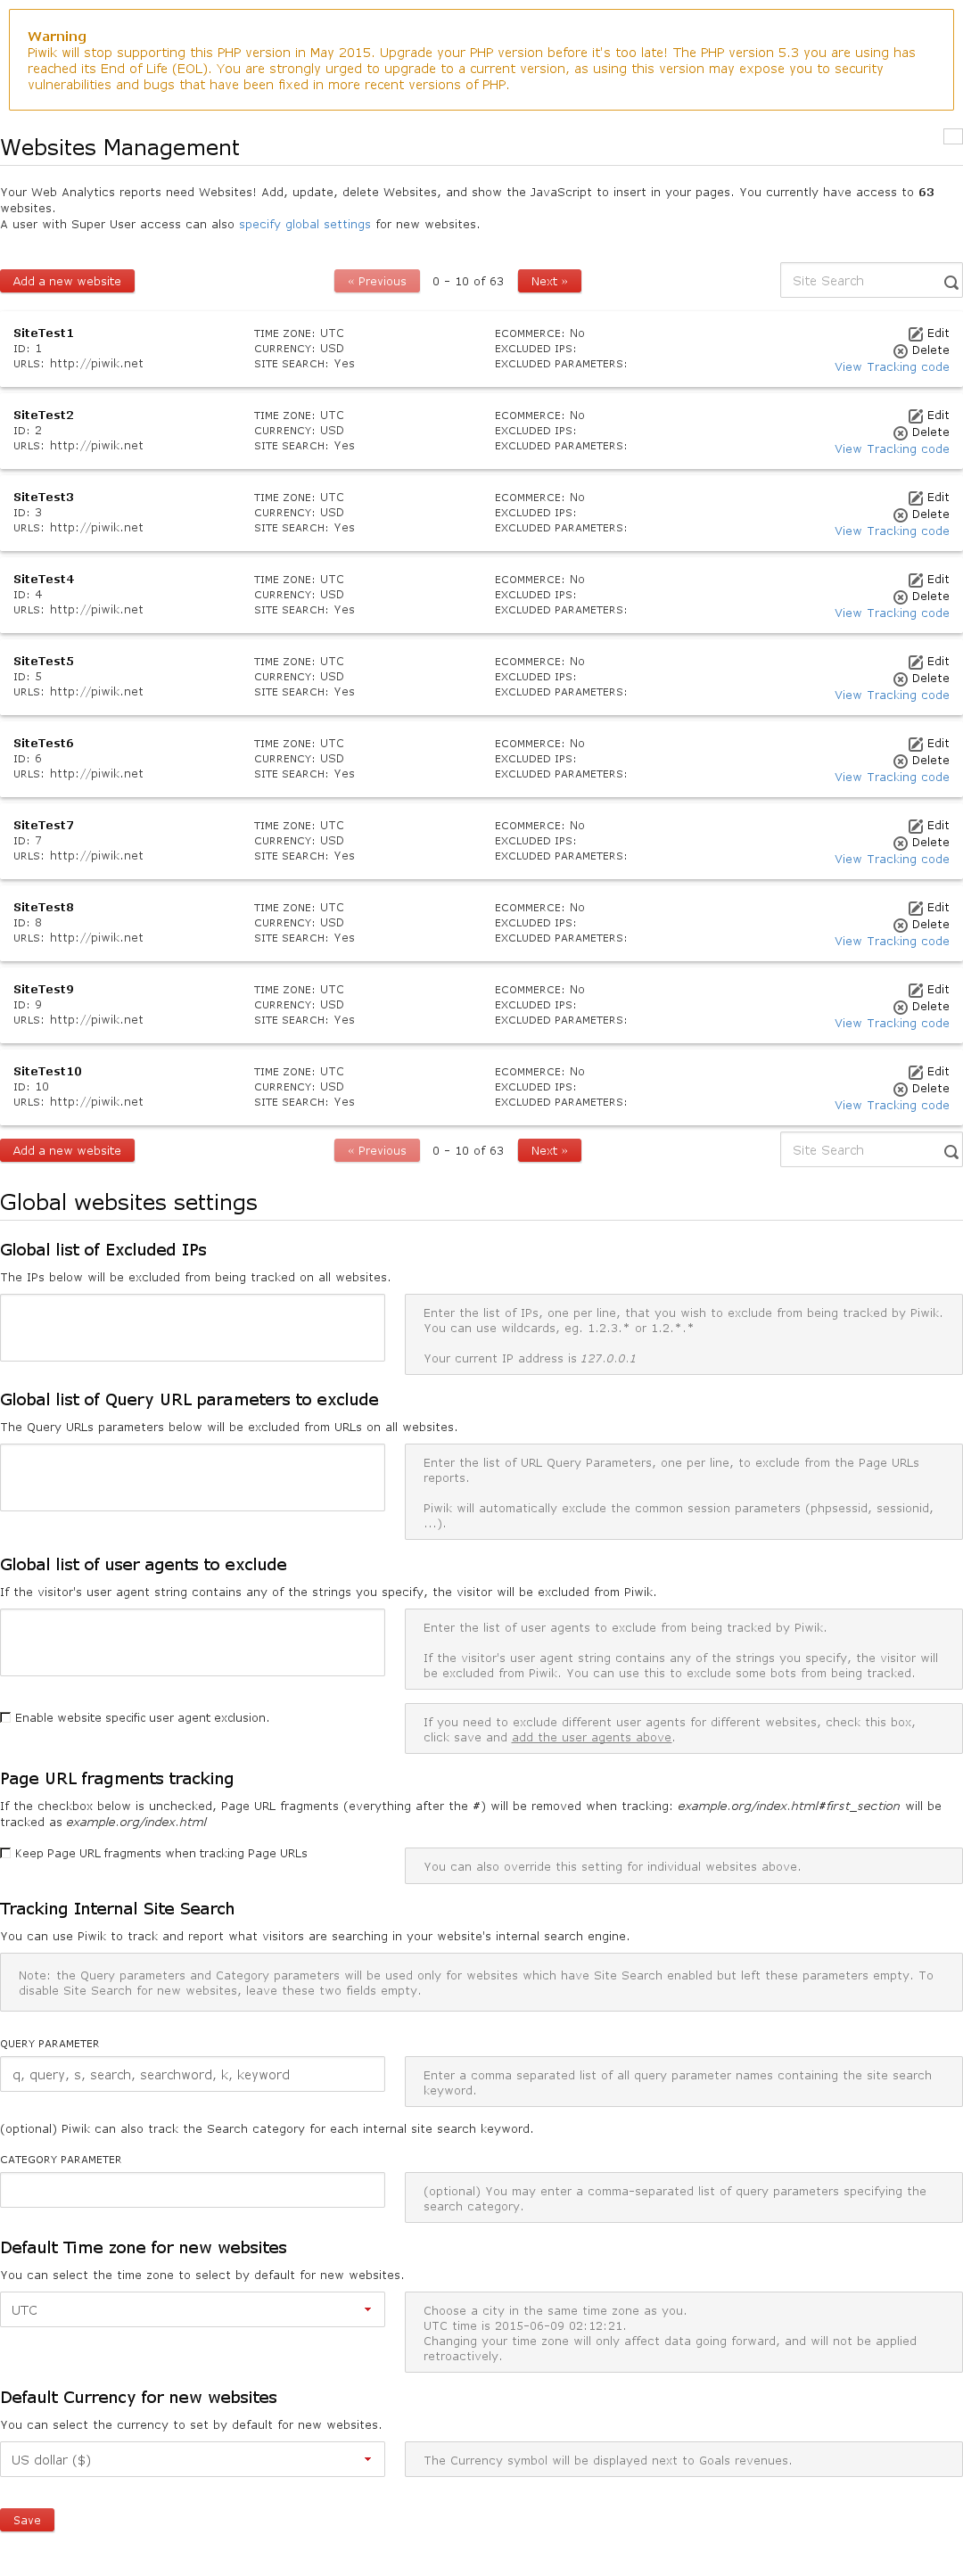 Warning
Piwik will stop supporting this PHP version in May 2015. Upgrade your PHP version before it's too late! The PHP version 5.3 you are using has
reached its End of Life (EOL). You are strongly urged to upgrade to a current version, as using this version may expose you to security
vulnerabilities and bugs that have been fixed in more recent versions of PHP.
Websites Management
Your Web Analytics reports need Websites! Add, update, delete Websites, and show the JavaScript to insert in your pages. You currently have access to 63
websites.
A user with Super User access can also specify global settings for new websites.
Add a new website « Previous 0 - 10 of 63 Next » Site Search
SiteTest1 TIME ZONE: UTC ECOMMERCE: No Edit
ID: 1 CURRENCY: USD EXCLUDED IPS: Delete
URLS: http://piwik.net SITE SEARCH: Yes EXCLUDED PARAMETERS: View Tracking code
SiteTest2 TIME ZONE: UTC ECOMMERCE: No Edit
ID: 2 CURRENCY: USD EXCLUDED IPS: Delete
URLS: http://piwik.net SITE SEARCH: Yes EXCLUDED PARAMETERS: View Tracking code
SiteTest3 TIME ZONE: UTC ECOMMERCE: No Edit
ID: 3 CURRENCY: USD EXCLUDED IPS: Delete
URLS: http://piwik.net SITE SEARCH: Yes EXCLUDED PARAMETERS: View Tracking code
SiteTest4 TIME ZONE: UTC ECOMMERCE: No Edit
ID: 4 CURRENCY: USD EXCLUDED IPS: Delete
URLS: http://piwik.net SITE SEARCH: Yes EXCLUDED PARAMETERS: View Tracking code
SiteTest5 TIME ZONE: UTC ECOMMERCE: No Edit
ID: 5 CURRENCY: USD EXCLUDED IPS: Delete
URLS: http://piwik.net SITE SEARCH: Yes EXCLUDED PARAMETERS: View Tracking code
SiteTest6 TIME ZONE: UTC ECOMMERCE: No Edit
ID: 6 CURRENCY: USD EXCLUDED IPS: Delete
URLS: http://piwik.net SITE SEARCH: Yes EXCLUDED PARAMETERS: View Tracking code
SiteTest7 TIME ZONE: UTC ECOMMERCE: No Edit
ID: 7 CURRENCY: USD EXCLUDED IPS: Delete
URLS: http://piwik.net SITE SEARCH: Yes EXCLUDED PARAMETERS: View Tracking code
SiteTest8 TIME ZONE: UTC ECOMMERCE: No Edit
ID: 8 CURRENCY: USD EXCLUDED IPS: Delete
URLS: http://piwik.net SITE SEARCH: Yes EXCLUDED PARAMETERS: View Tracking code
SiteTest9 TIME ZONE: UTC ECOMMERCE: No Edit
ID: 9 CURRENCY: USD EXCLUDED IPS: Delete
URLS: http://piwik.net SITE SEARCH: Yes EXCLUDED PARAMETERS: View Tracking code
SiteTest10 TIME ZONE: UTC ECOMMERCE: No Edit
ID: 10 CURRENCY: USD EXCLUDED IPS: Delete
URLS: http://piwik.net SITE SEARCH: Yes EXCLUDED PARAMETERS: View Tracking code
Add a new website « Previous 0 - 10 of 63 Next » Site Search
Global websites settings
Global list of Excluded IPs
The IPs below will be excluded from being tracked on all websites.
Enter the list of IPs, one per line, that you wish to exclude from being tracked by Piwik.
You can use wildcards, eg. 1.2.3.* or 1.2.*.*
Your current IP address is 127.0.0.1
Global list of Query URL parameters to exclude
The Query URLs parameters below will be excluded from URLs on all websites.
Enter the list of URL Query Parameters, one per line, to exclude from the Page URLs
reports.
Piwik will automatically exclude the common session parameters (phpsessid, sessionid,
...).
Global list of user agents to exclude
If the visitor's user agent string contains any of the strings you specify, the visitor will be excluded from Piwik.
Enter the list of user agents to exclude from being tracked by Piwik.
If the visitor's user agent string contains any of the strings you specify, the visitor will
be excluded from Piwik. You can use this to exclude some bots from being tracked.
Enable website specific user agent exclusion.
If you need to exclude different user agents for different websites, check this box,
click save and add the user agents above.
Page URL fragments tracking
If the checkbox below is unchecked, Page URL fragments (everything after the #) will be removed when tracking: example.org/index.html#first_section will be
tracked as example.org/index.html
Keep Page URL fragments when tracking Page URLs
You can also override this setting for individual websites above.
Tracking Internal Site Search
You can use Piwik to track and report what visitors are searching in your website's internal search engine.
Note: the Query parameters and Category parameters will be used only for websites which have Site Search enabled but left these parameters empty. To
disable Site Search for new websites, leave these two fields empty.
QUERY PARAMETER
q, query, s, search, searchword, k, keyword
Enter a comma separated list of all query parameter names containing the site search
keyword.
(optional) Piwik can also track the Search category for each internal site search keyword.
CATEGORY PARAMETER
(optional) You may enter a comma-separated list of query parameters specifying the
search category.
Default Time zone for new websites
You can select the time zone to select by default for new websites.
UTC
Choose a city in the same time zone as you.
UTC time is 2015-06-09 02:12:21.
Changing your time zone will only affect data going forward, and will not be applied
retroactively.
Default Currency for new websites
You can select the currency to set by default for new websites.
US dollar ($)
The Currency symbol will be displayed next to Goals revenues.
Save